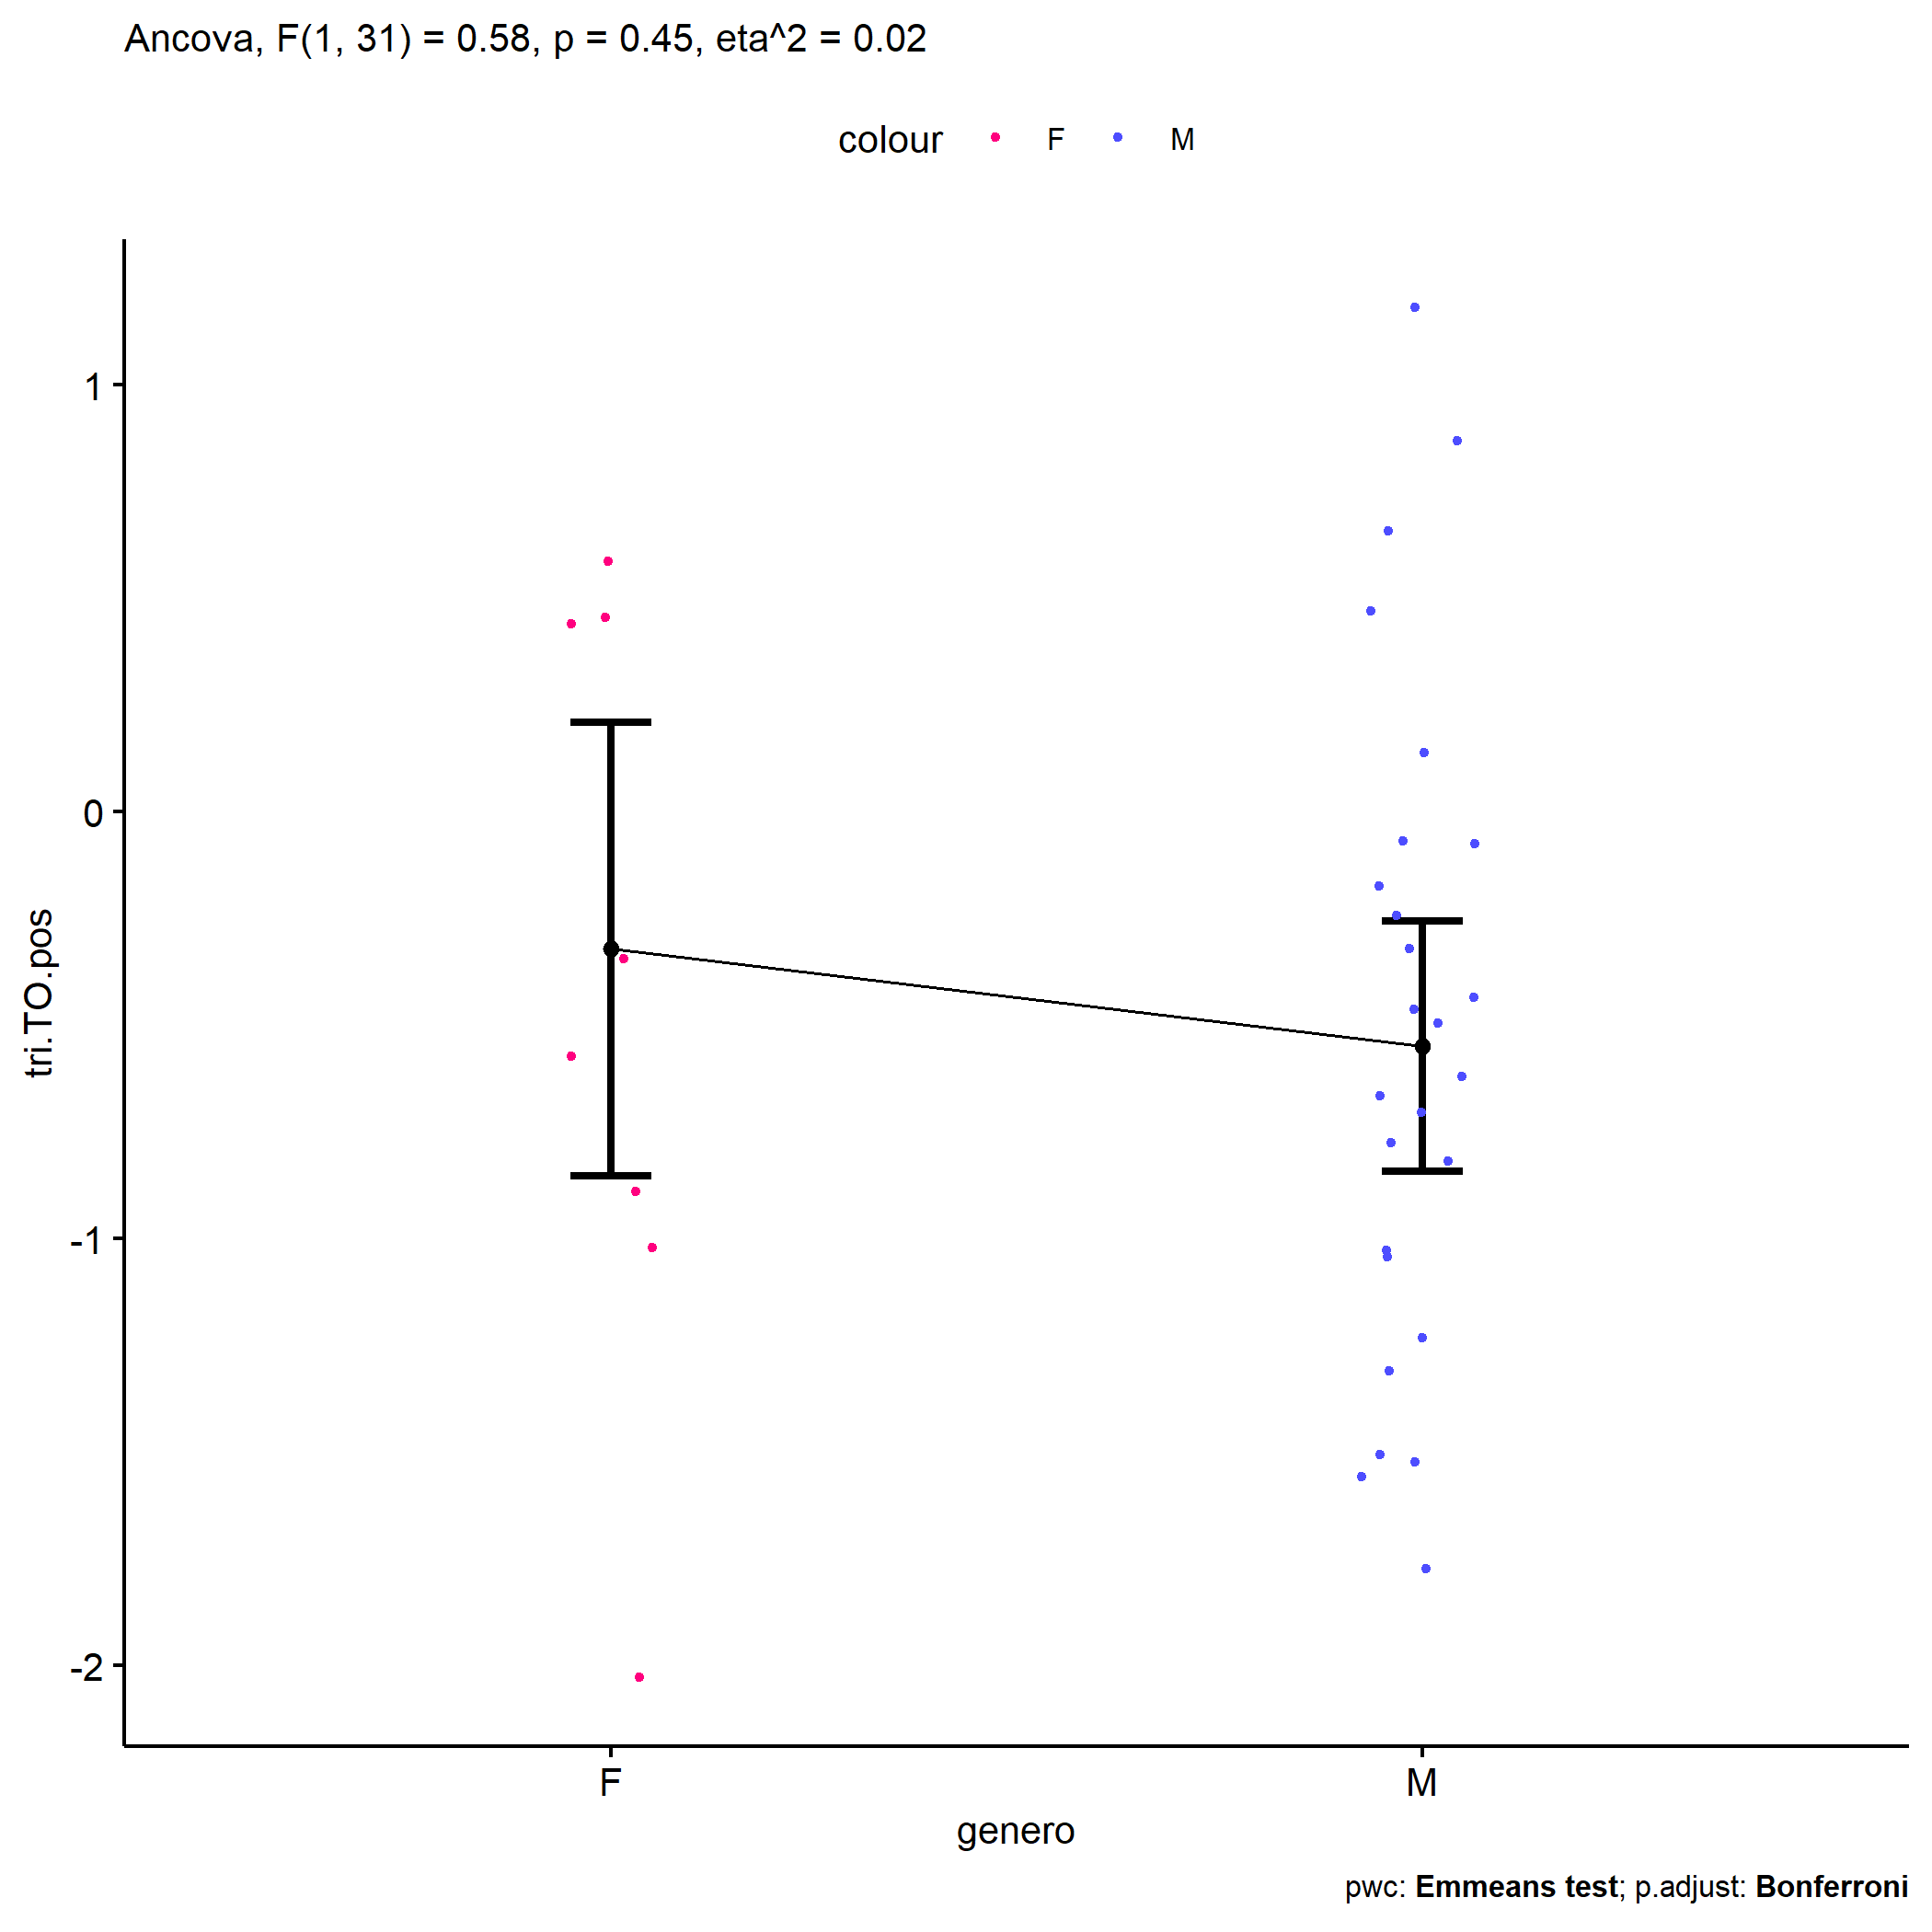 Ancova, F(1, 31) = 0.58, p = 0.45, eta^2 = 0.02
colour F M
1
0
-1
-2
tri.TO.pos
F M
genero
pwc: Emmeans test; p.adjust: Bonferroni